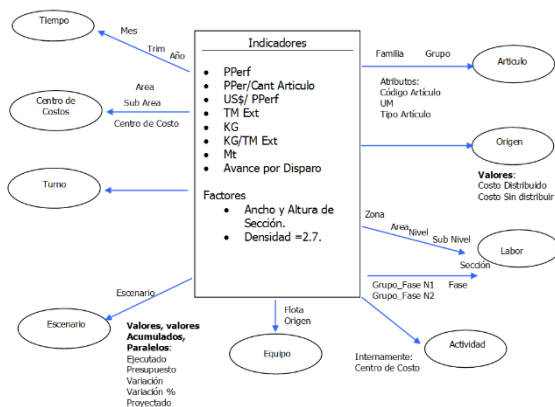 Tiempo
Mes
Trim
Año
Centro de
Costos
Area
Sub Area
Centro de Costo
Turno
Escenario
Escenario
Valores, valores
Acumulados,
Paralelos:
Ejecutado
Presupuesto
Variación
Variación %
Proyectado
Indicadores
• PPerf
• PPer/Cant Articulo
• US$/ PPerf
• TM Ext
• KG
• KG/TM Ext
• Mt
• Avance por Disparo
Factores
• Ancho y Altura de
Sección.
• Densidad =2.7.
Flota
Origen
Equipo
Familia Grupo
Artículo
Atributos:
Código Artículo
UM
Tipo Artículo
Origen
Valores:
Costo Distribuido
Costo Sin distribuir
Zona
Area
Nivel
Sub Nivel
Labor
Sección
Grupo_Fase N1 Fase
Grupo_Fase N2
Internamente:
Centro de Costo
Actividad